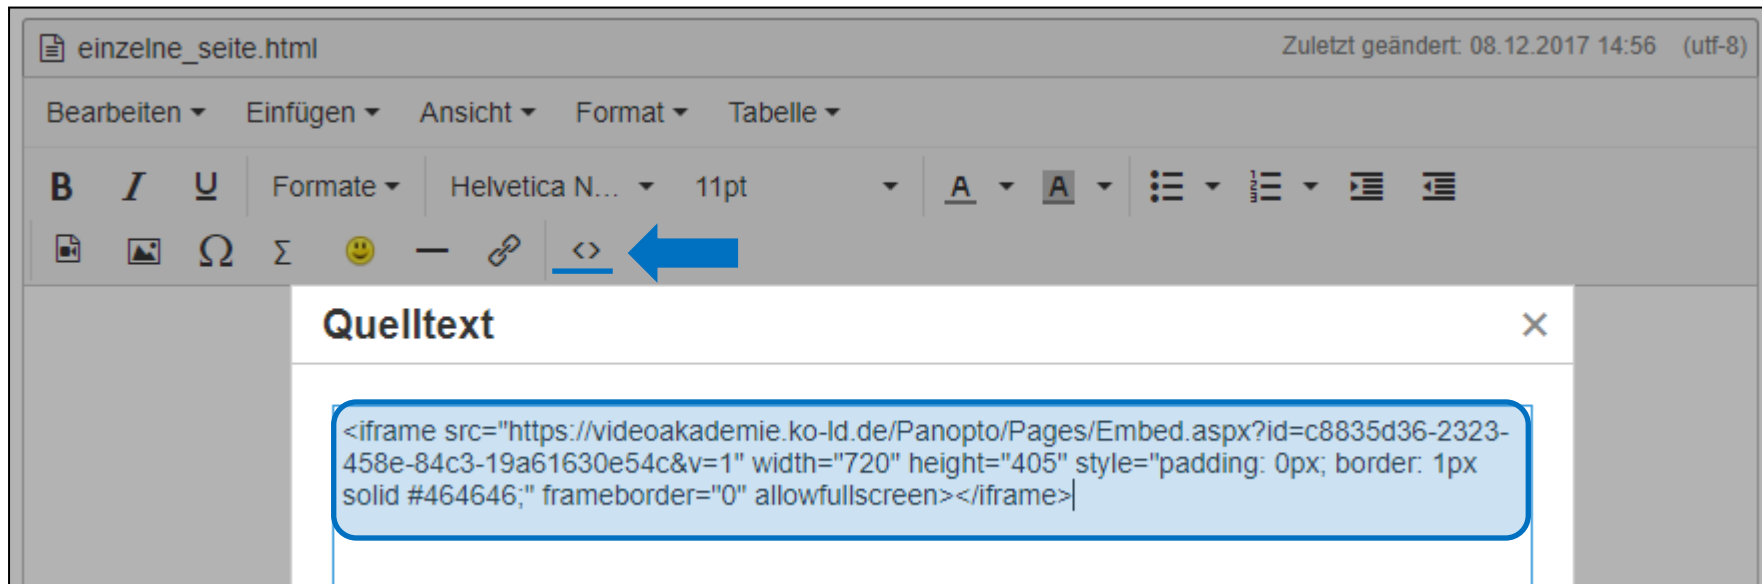 einzelne_seite.html
Zuletzt geändert: 08.12.2017 14:56 (utf-8)
Bearbeiten Einfügen Ansicht Format Tabelle
B I U Formate Helvetica N... 11pt A A
Ω Σ — <>
Quelltext
<iframe src="https://videoakademie.ko-ld.de/Panopto/Pages/Embed.aspx?id=c8835d36-2323-
458e-84c3-19a61630e54c&v=1" width="720" height="405" style="padding: 0px; border: 1px
solid #464646;" frameborder="0" allowfullscreen></iframe>